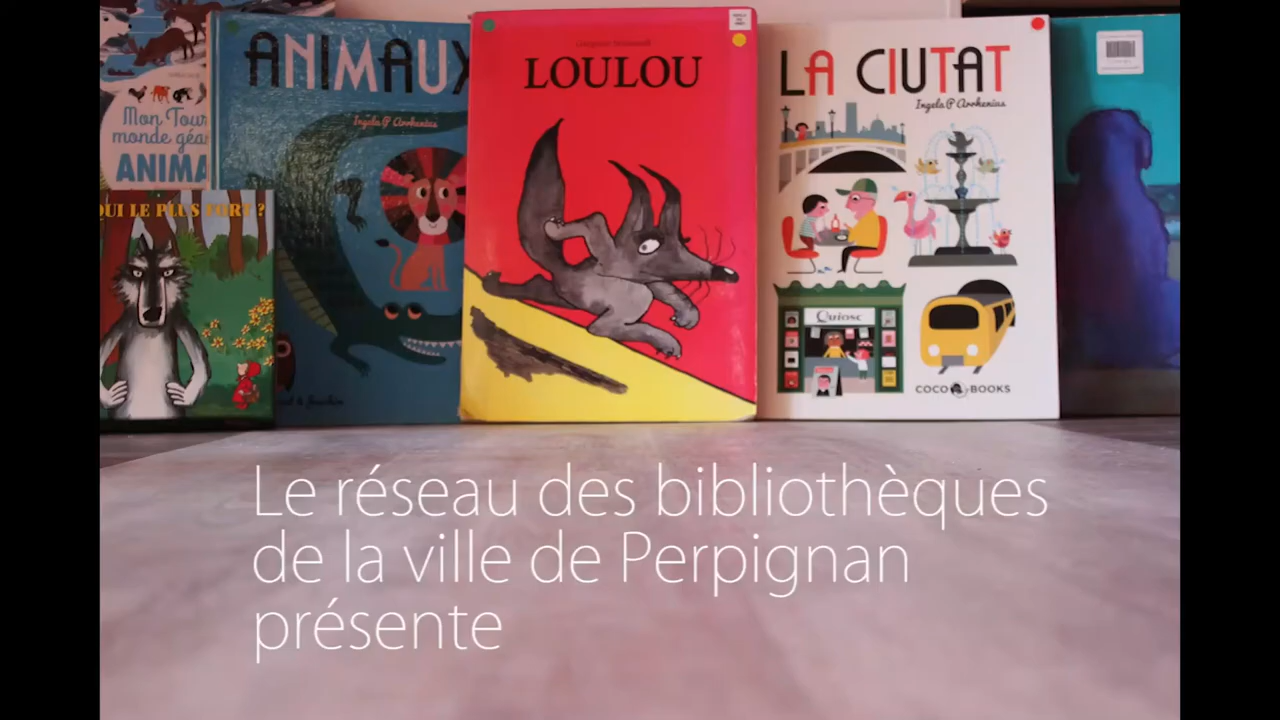 Mon Tour
monde géa
ANIMA
QUI LE PLUS FORT ?
ANIMAUX
Ingela P Arrhenius
LOULOU
LA CIUTAT
Ingela P Arrhenius
Quiosc
COCO BOOKS
Le réseau des bibliothèques
de la ville de Perpignan
présente